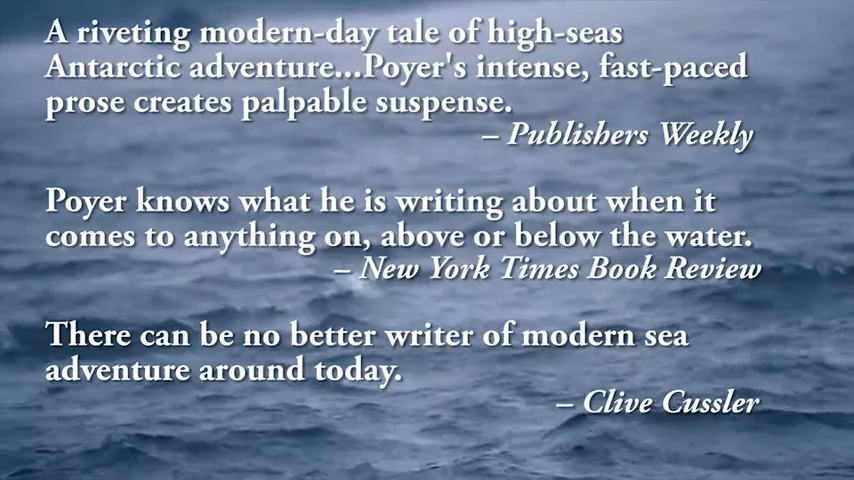 A riveting modern-day tale of high-seas
Antarctic adventure...Poyer's intense, fast-paced
prose creates palpable suspense.
– Publishers Weekly
Poyer knows what he is writing about when it
comes to anything on, above or below the water.
– New York Times Book Review
There can be no better writer of modern sea
adventure around today.
– Clive Cussler